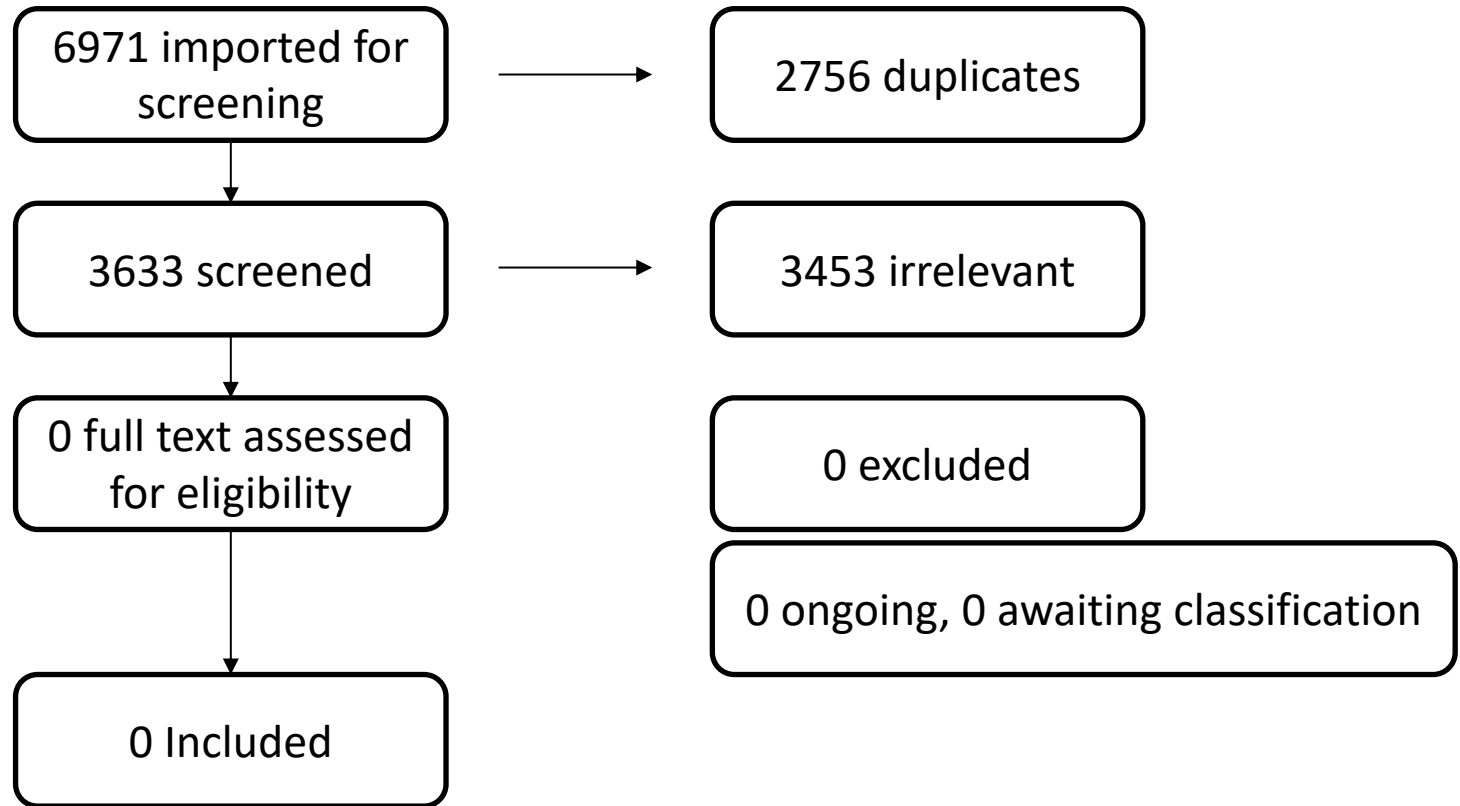 6971 imported for
screening
2756 duplicates
3633 screened
3453 irrelevant
0 full text assessed
for eligibility
0 excluded
0 ongoing, 0 awaiting classification
0 Included